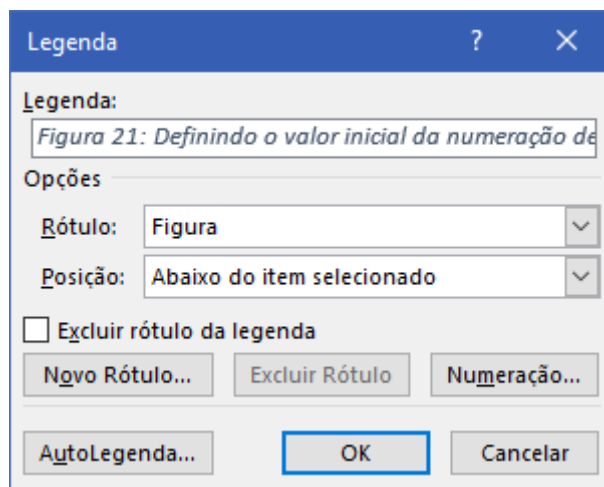 Legenda ?
Legenda:
Figura 21: Definindo o valor inicial da numeração de
Opções
Rótulo: Figura
Posição: Abaixo do item selecionado
Excluir rótulo da legenda
Novo Rótulo... Excluir Rótulo Numeração...
AutoLegenda... OK Cancelar